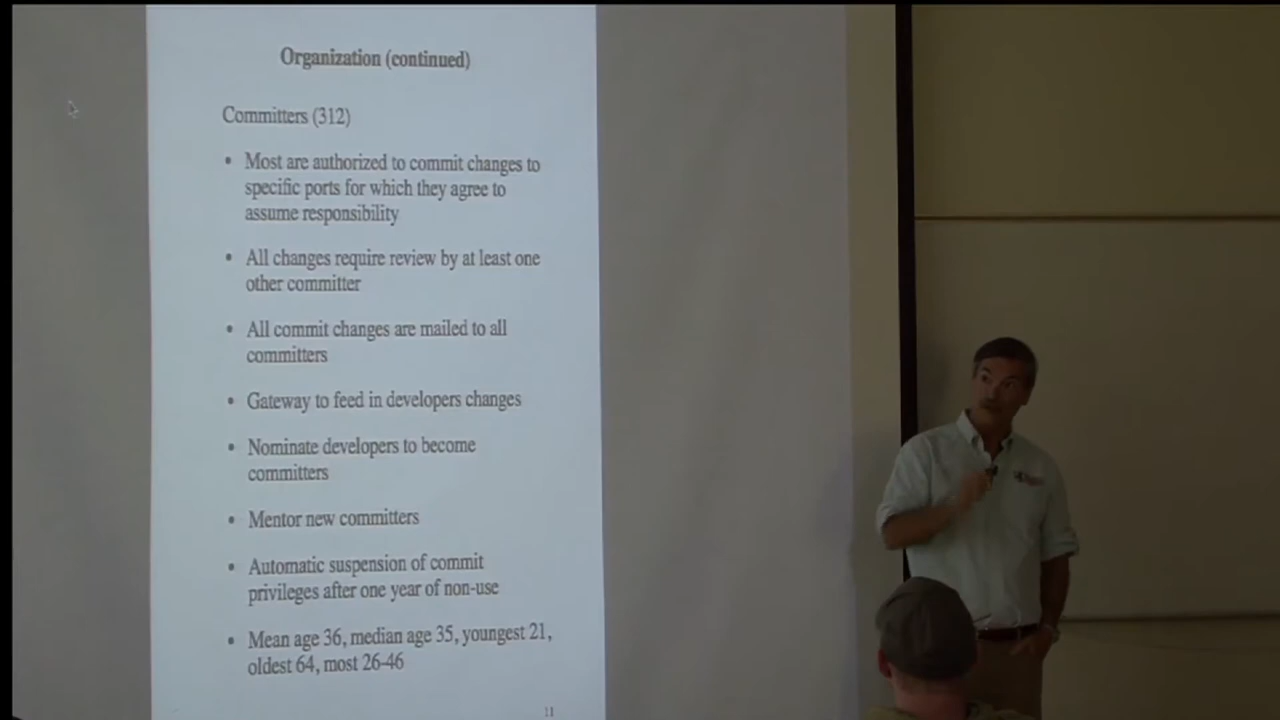 Organization (continued)
Committers (312)
• Most are authorized to commit changes to
specific ports for which they agree to
assume responsibility
• All changes require review by at least one
other committer
• All commit changes are mailed to all
committers
• Gateway to feed in developers changes
• Nominate developers to become
committers
• Mentor new committers
• Automatic suspension of commit
privileges after one year of non-use
• Mean age 36, median age 35, youngest 21,
oldest 64, most 26-46
11